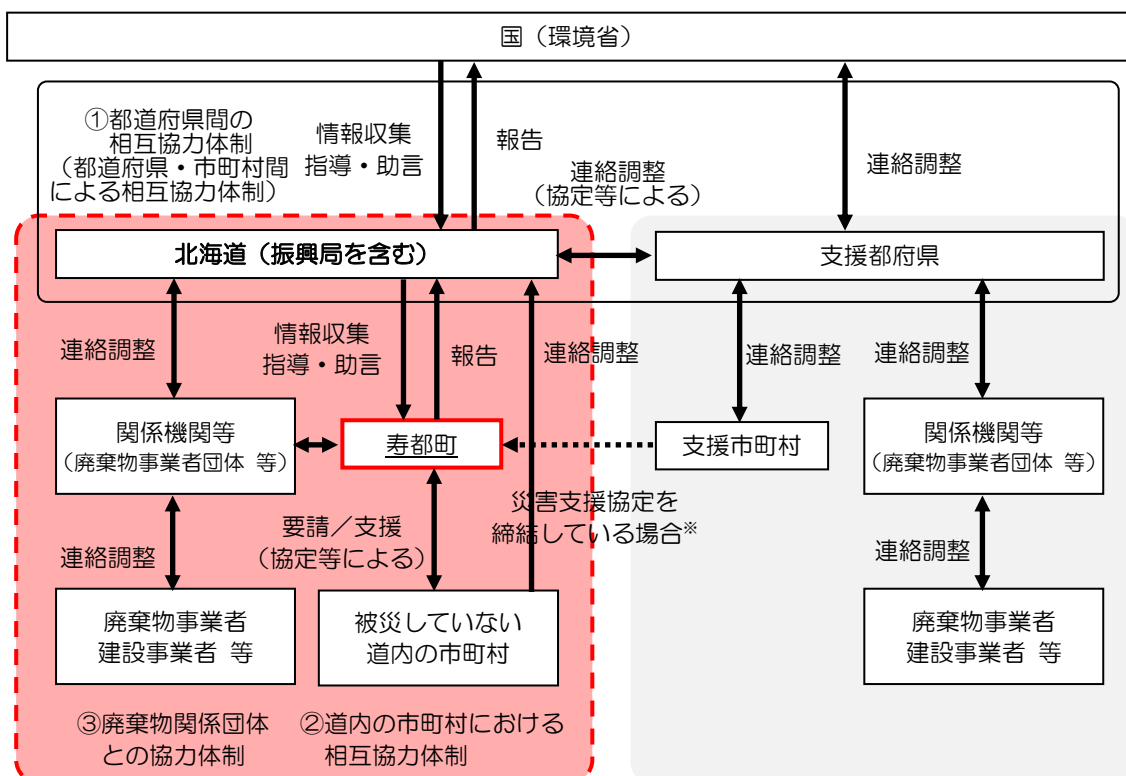 国（環境省）
①都道府県間の
相互協力体制
（都道府県・市町村間
による相互協力体制）
情報収集
指導・助言
報告
連絡調整
（協定等による）
連絡調整
北海道（振興局を含む）
支援都府県
連絡調整
情報収集
指導・助言
報告
連絡調整
連絡調整
連絡調整
関係機関等
（廃棄物事業者団体 等）
寿都町
支援市町村
関係機関等
（廃棄物事業者団体 等）
連絡調整
要請／支援
（協定等による）
災害支援協定を
締結している場合※
連絡調整
廃棄物事業者
建設事業者 等
被災していない
道内の市町村
廃棄物事業者
建設事業者 等
③廃棄物関係団体
との協力体制
②道内の市町村における
相互協力体制